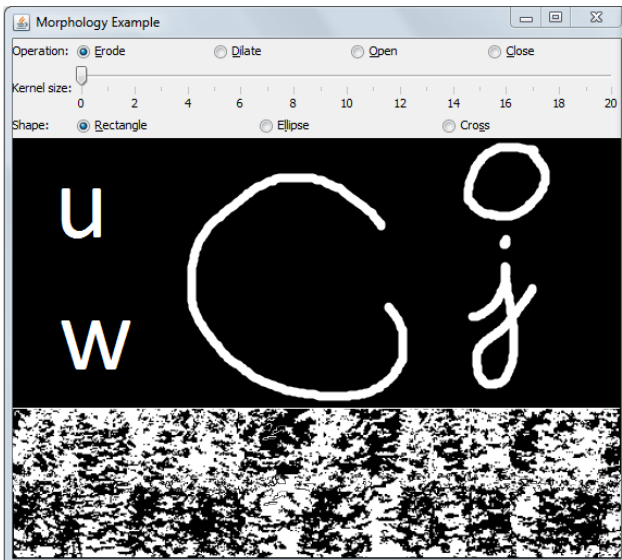 Morphology Example
Operation: Erode Dilate Open Close
Kernel size:
0 2 4 6 8 10 12 14 16 18 20
Shape: Rectangle Ellipse Cross
u
w
C
j